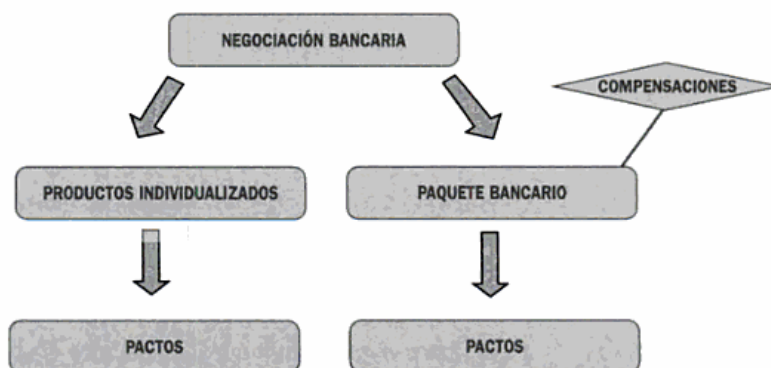 NEGOCIACIÓN BANCARIA
COMPENSACIONES
PRODUCTOS INDIVIDUALIZADOS
PAQUETE BANCARIO
PACTOS
PACTOS